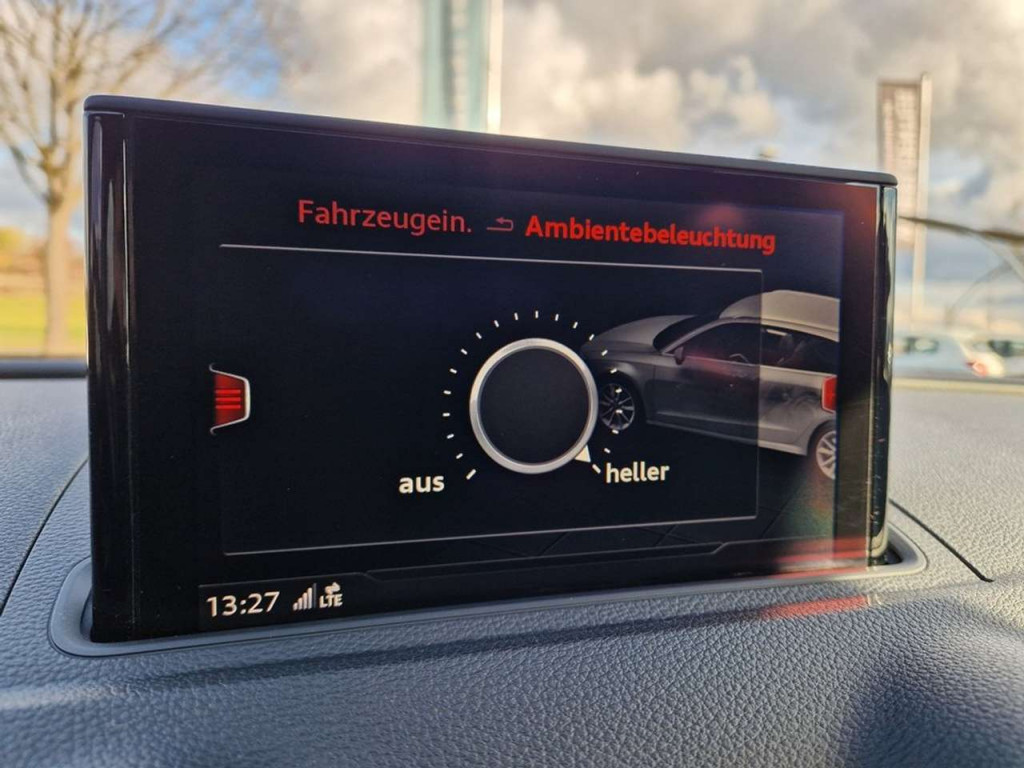 Fahrzeugein. Ambientebeleuchtung
aus heller
13:27 LTE